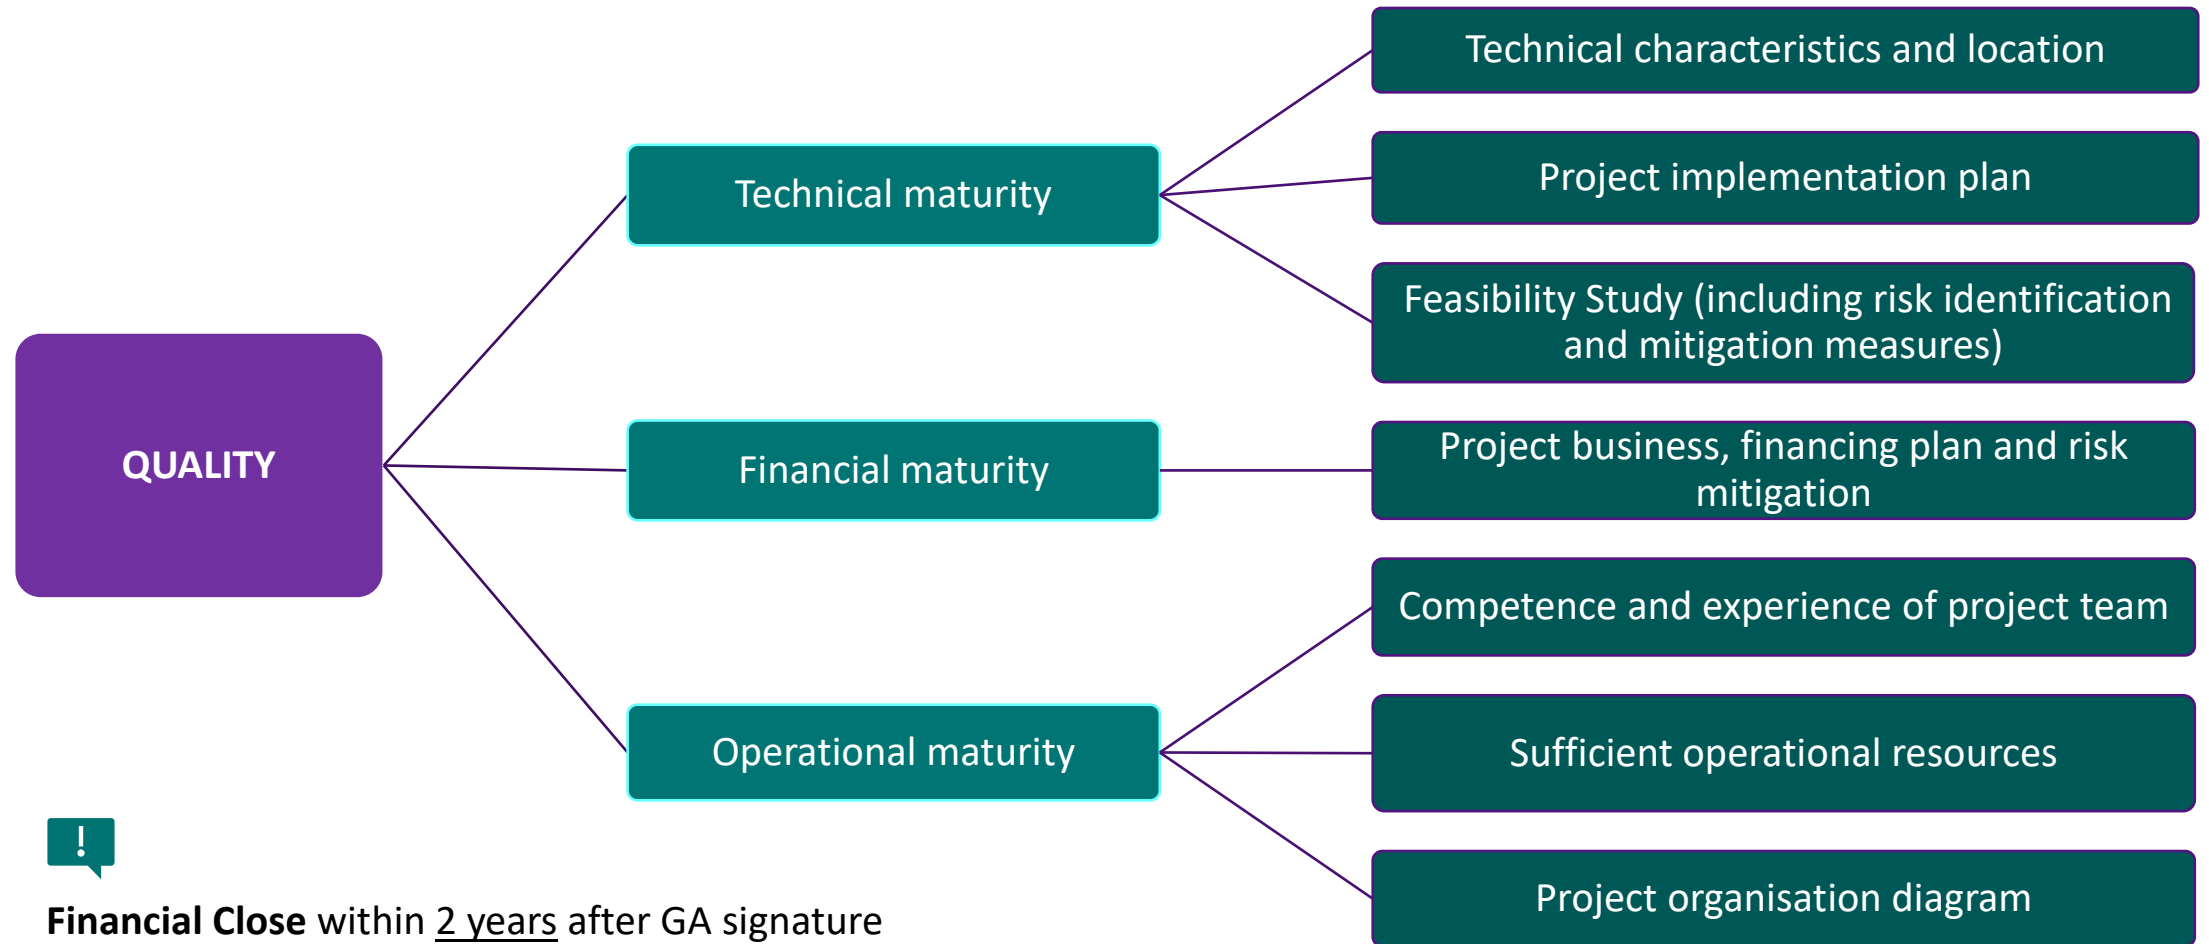 QUALITY
Technical maturity
Technical characteristics and location
Project implementation plan
Feasibility Study (including risk identification
and mitigation measures)
Financial maturity
Project business, financing plan and risk
mitigation
Operational maturity
Competence and experience of project team
Sufficient operational resources
Project organisation diagram
!
Financial Close within 2 years after GA signature